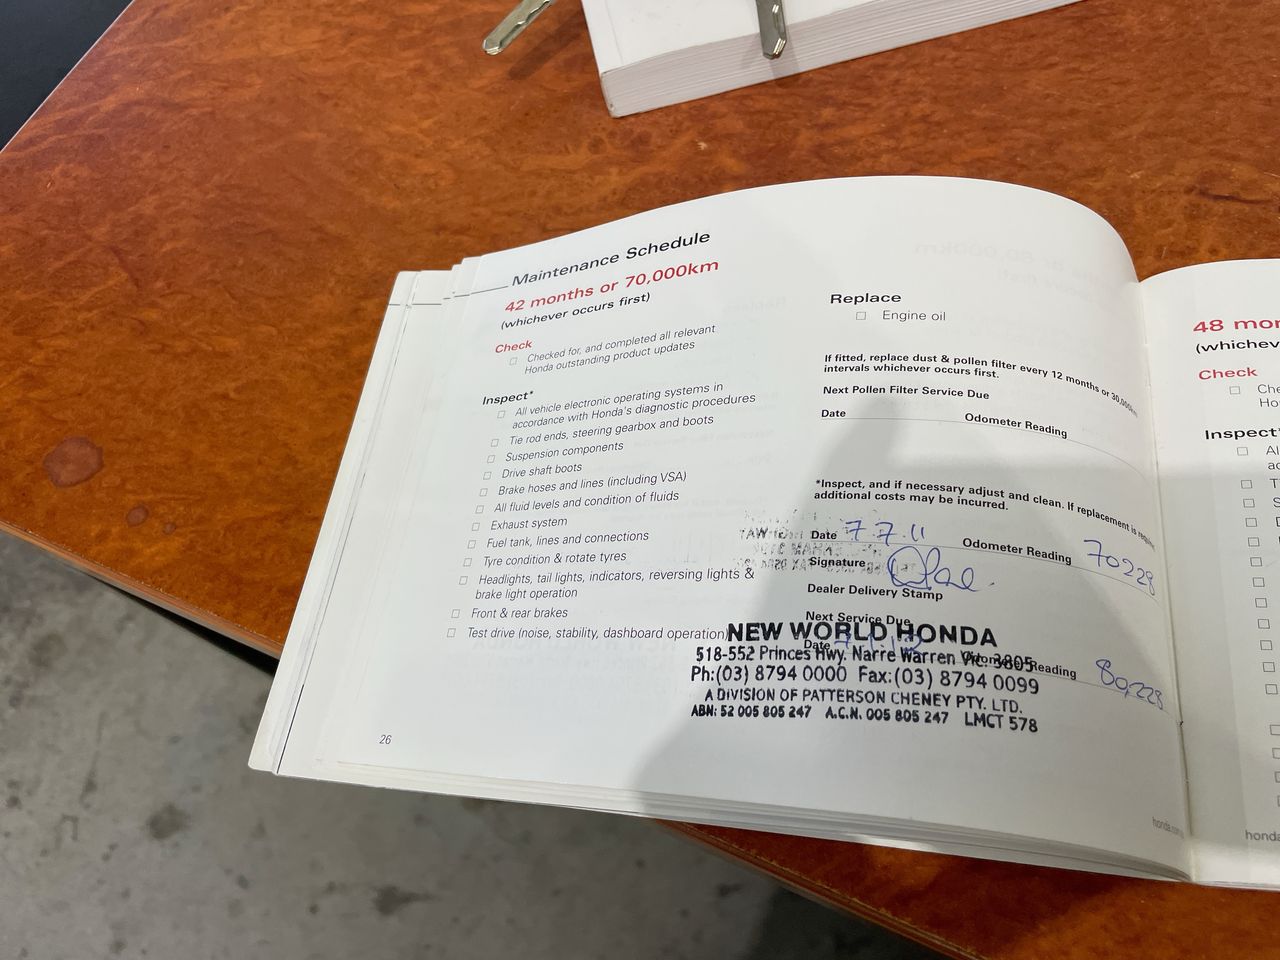 Maintenance Schedule
42 months or 70,000km
(whichever occurs first)
Check
Checked for, and completed all relevant
Honda outstanding product updates
Inspect*
All vehicle electronic operating systems in
accordance with Honda's diagnostic procedures
Tie rod ends, steering gearbox and boots
Suspension components
Drive shaft boots
Brake hoses and lines (including VSA)
All fluid levels and condition of fluids
Exhaust system
Fuel tank, lines and connections
Tyre condition & rotate tyres
Headlights, tail lights, indicators, reversing lights &
brake light operation
Front & rear brakes
Test drive (noise, stability, dashboard operation)
26
Replace
Engine oil
If fitted, replace dust & pollen filter every 12 months or 30,000km
intervals whichever occurs first.
Next Pollen Filter Service Due
Date Odometer Reading
*Inspect, and if necessary adjust and clean. If replacement is
additional costs may be incurred.
Date 7.7.11 Odometer Reading 70228
Signature
Dealer Delivery Stamp
Next Service Due
Date Odometer Reading 80,228
NEW WORLD HONDA
518-552 Princes Hwy. Narre Warren Vic. 3805
Ph:(03) 8794 0000 Fax:(03) 8794 0099
A DIVISION OF PATTERSON CHENEY PTY. LTD.
ABN: 52 005 805 247 A.C.N. 005 805 247 LMCT 578
48
Check
Inspect*